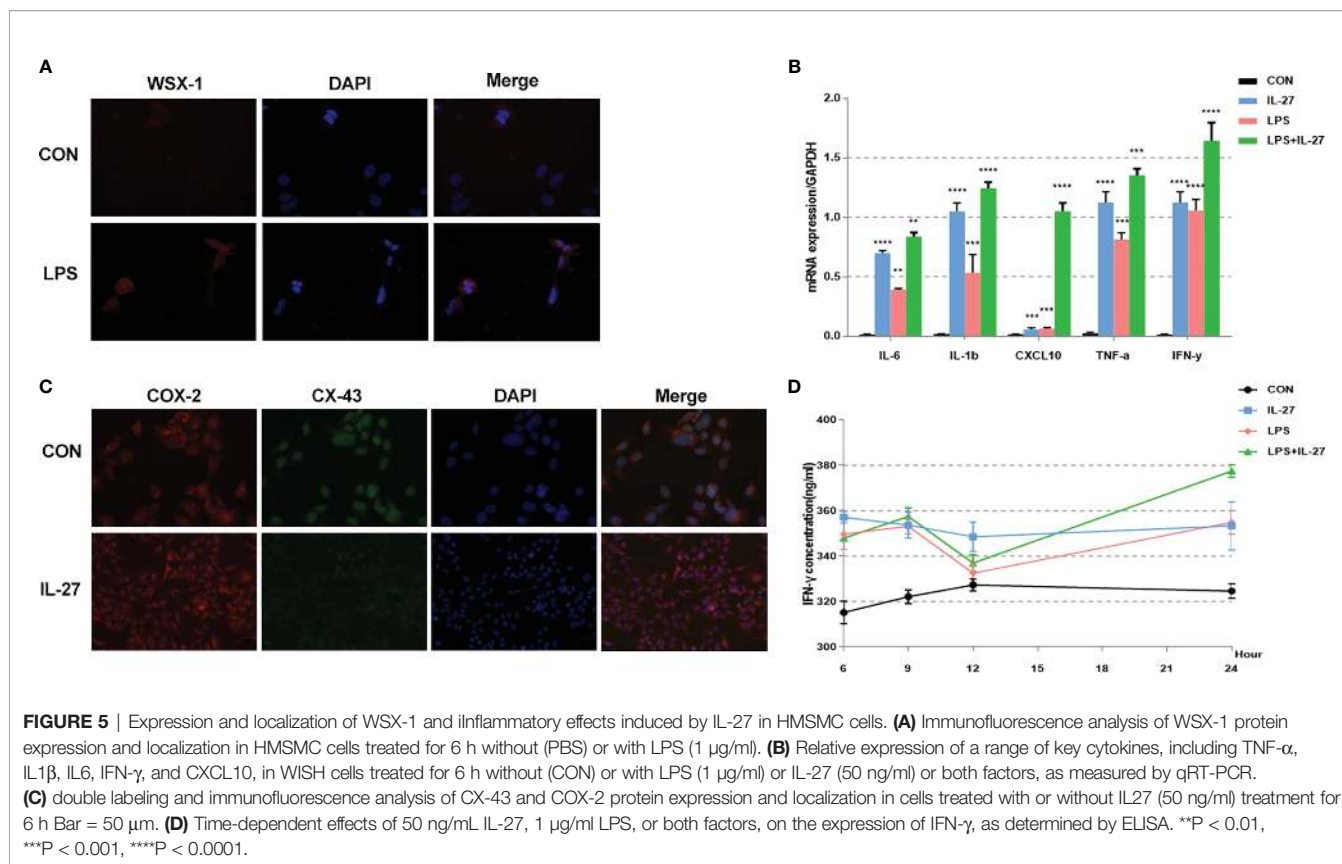 A
WSX-1 DAPI Merge
CON
LPS
B
CON
IL-27
LPS
LPS+IL-27
mRNA expression/GAPDH
2.0
1.5
1.0
0.5
0.0
**** ** **
**** *** ****
*** *** ****
**** *** ***
**** **** ****
IL-6 IL-1b CXCL10 TNF-a IFN-y
C
COX-2 CX-43 DAPI Merge
CON
IL-27
D
CON
IL-27
LPS
LPS+IL-27
IFN-γ concentration(ng/ml)
400
380
360
340
320
300
6 9 12 15 18 21 24
Hour
FIGURE 5 | Expression and localization of WSX-1 and iInflammatory effects induced by IL-27 in HMSMC cells. (A) Immunofluorescence analysis of WSX-1 protein
expression and localization in HMSMC cells treated for 6 h without (PBS) or with LPS (1 µg/ml). (B) Relative expression of a range of key cytokines, including TNF-α,
IL1β, IL6, IFN-γ, and CXCL10, in WISH cells treated for 6 h without (CON) or with LPS (1 µg/ml) or IL-27 (50 ng/ml) or both factors, as measured by qRT-PCR.
(C) double labeling and immunofluorescence analysis of CX-43 and COX-2 protein expression and localization in cells treated with or without IL27 (50 ng/ml) treatment for
6 h Bar = 50 µm. (D) Time-dependent effects of 50 ng/mL IL-27, 1 µg/ml LPS, or both factors, on the expression of IFN-γ, as determined by ELISA. **P < 0.01,
***P < 0.001, ****P < 0.0001.